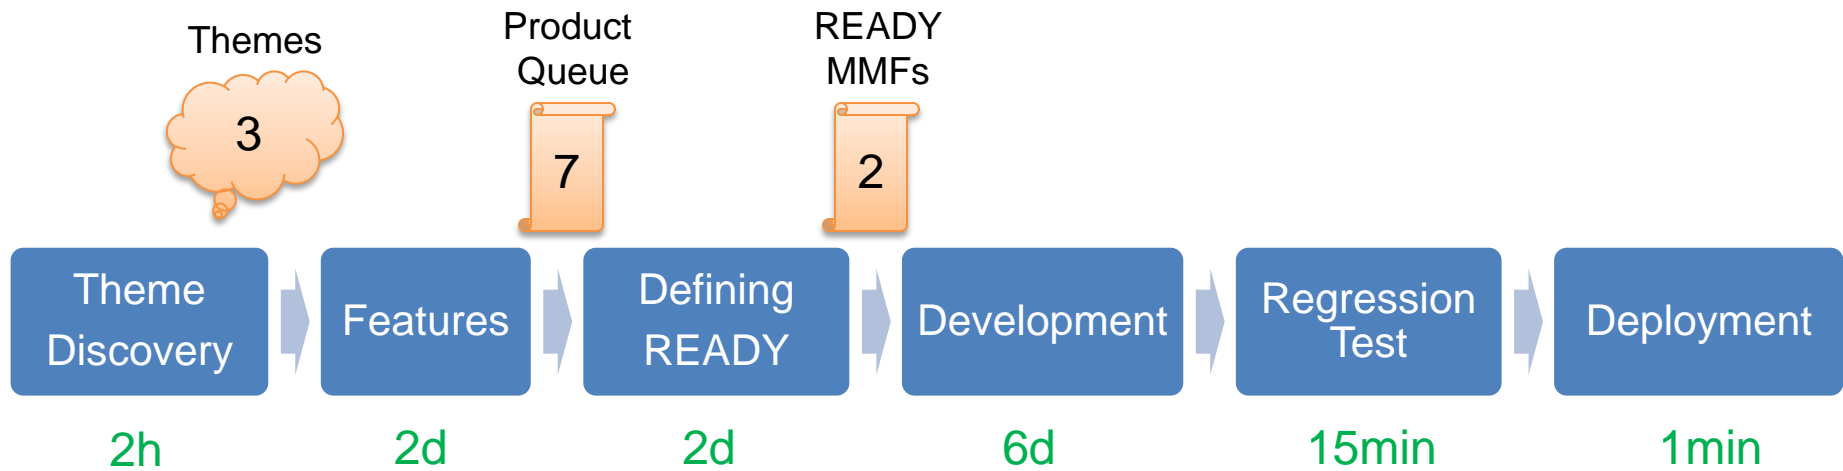 Themes
Product
Queue
READY
MMFs
3
7
2
Theme
Discovery
Features
Defining
READY
Development
Regression
Test
Deployment
2h
2d
2d
6d
15min
1min